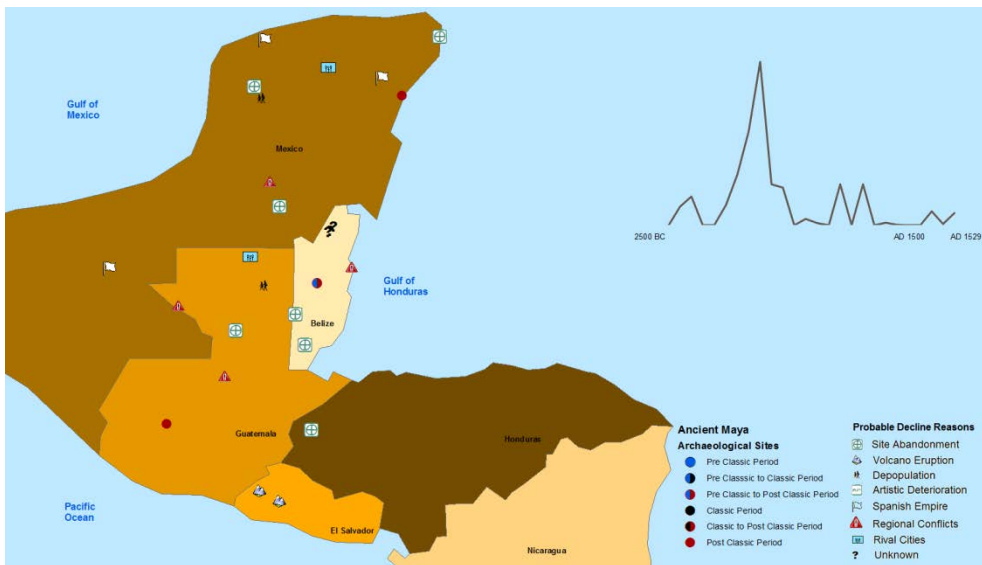 Gulf of
Mexico
Mexico
2500 BC
AD 1500
AD 1529
Gulf of
Honduras
Belize
Guatemala
Honduras
El Salvador
Nicaragua
Pacific
Ocean
Ancient Maya
Archaeological Sites
Pre Classic Period
Pre Classsic to Classic Period
Pre Classic to Post Classic Period
Classic Period
Classic to Post Classic Period
Post Classic Period
Probable Decline Reasons
Site Abandonment
Volcano Eruption
Depopulation
Artistic Deterioration
Spanish Empire
Regional Conflicts
Rival Cities
? Unknown